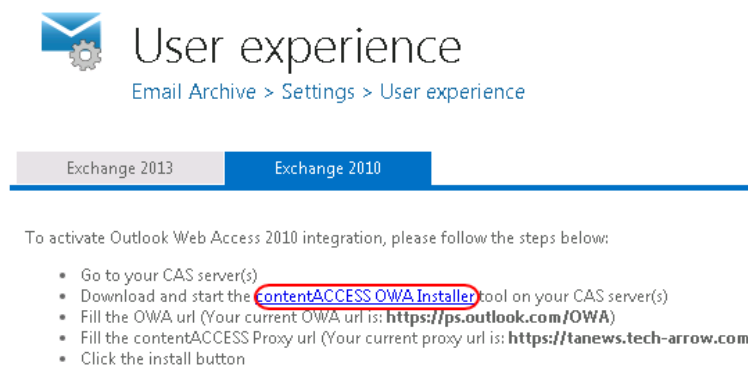 User experience
Email Archive > Settings > User experience
Exchange 2013 Exchange 2010
To activate Outlook Web Access 2010 integration, please follow the steps below:
• Go to your CAS server(s)
• Download and start the contentACCESS OWA Installer tool on your CAS server(s)
• Fill the OWA url (Your current OWA url is: https://ps.outlook.com/OWA)
• Fill the contentACCESS Proxy url (Your current proxy url is: https://tanews.tech-arrow.com
• Click the install button